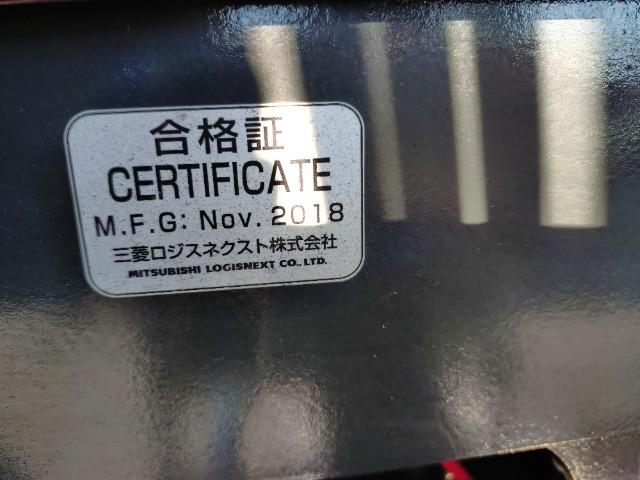 合格証
CERTIFICATE
M.F.G: Nov. 2018
三菱ロジスネクスト株式会社
MITSUBISHI LOGISNEXT CO., LTD.